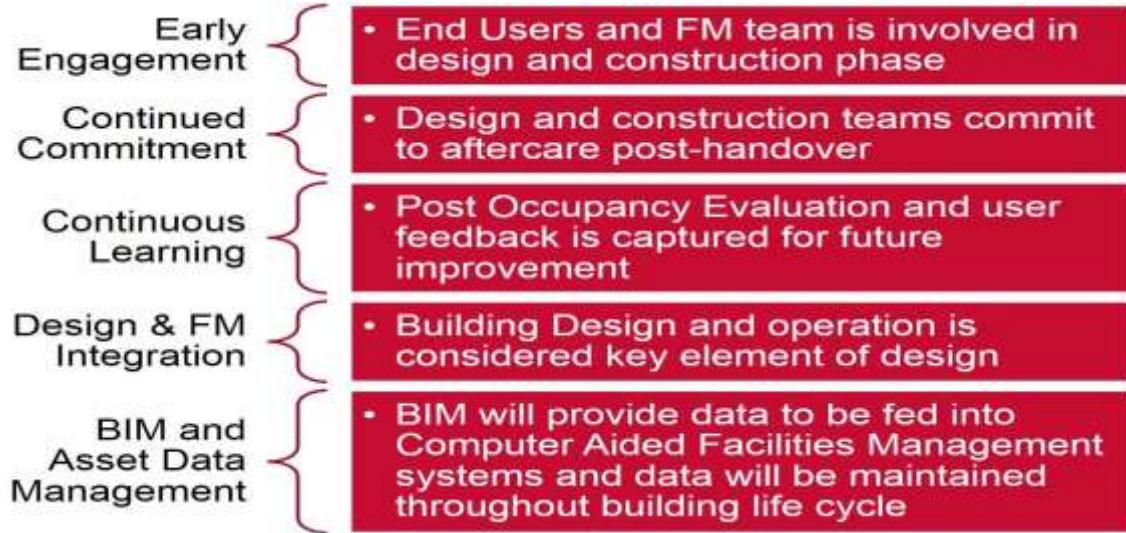 Early
Engagement
• End Users and FM team is involved in
design and construction phase
Continued
Commitment
• Design and construction teams commit
to aftercare post-handover
Continuous
Learning
• Post Occupancy Evaluation and user
feedback is captured for future
improvement
Design & FM
Integration
• Building Design and operation is
considered key element of design
BIM and
Asset Data
Management
• BIM will provide data to be fed into
Computer Aided Facilities Management
systems and data will be maintained
throughout building life cycle